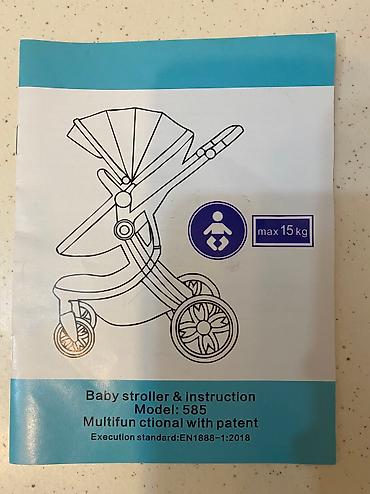 max 15 kg
Baby stroller & Instruction
Model: 585
Multifun ctional with patent
Execution standard:EN1888-1:2018